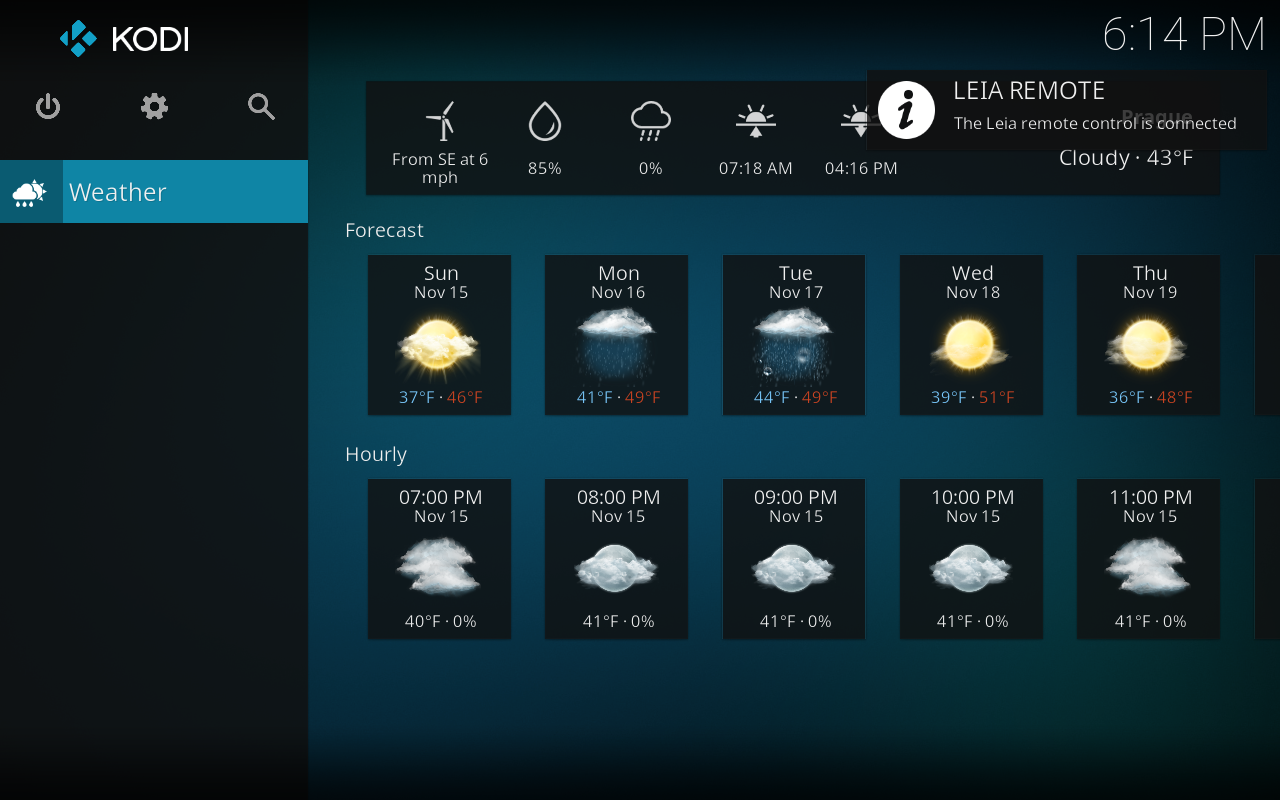 KODI
6:14 PM
LEIA REMOTE
The Leia remote control is connected
Prague
Cloudy · 43°F
From SE at 6
mph
85%
0%
07:18 AM
04:16 PM
Weather
Forecast
Sun
Nov 15
37°F · 46°F
Mon
Nov 16
41°F · 49°F
Tue
Nov 17
44°F · 49°F
Wed
Nov 18
39°F · 51°F
Thu
Nov 19
36°F · 48°F
Hourly
07:00 PM
Nov 15
40°F · 0%
08:00 PM
Nov 15
41°F · 0%
09:00 PM
Nov 15
41°F · 0%
10:00 PM
Nov 15
41°F · 0%
11:00 PM
Nov 15
41°F · 0%